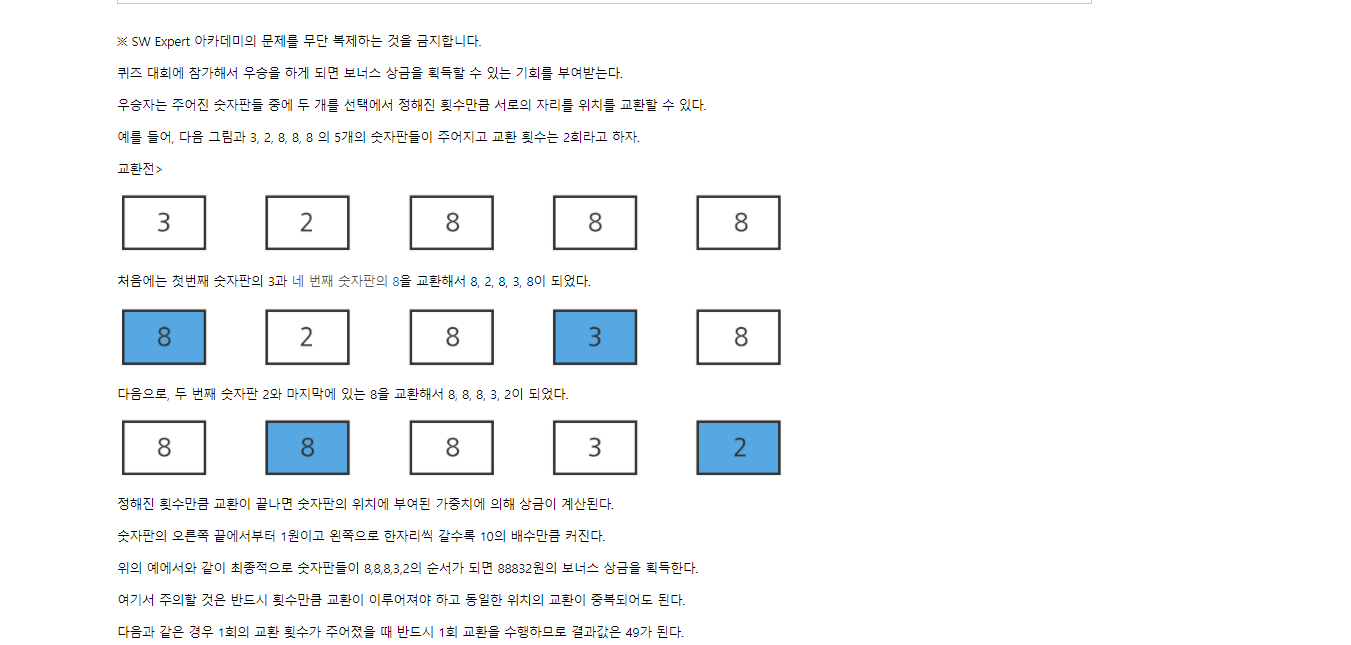 ※ SW Expert 아카데미의 문제를 무단 복제하는 것을 금지합니다.
퀴즈 대회에 참가해서 우승을 하게 되면 보너스 상금을 획득할 수 있는 기회를 부여받는다.
우승자는 주어진 숫자판들 중에 두 개를 선택에서 정해진 횟수만큼 서로의 자리를 위치를 교환할 수 있다.
예를 들어, 다음 그림과 3, 2, 8, 8, 8 의 5개의 숫자판들이 주어지고 교환 횟수는 2회라고 하자.
교환전>
3 2 8 8 8
처음에는 첫번째 숫자판의 3과 네 번째 숫자판의 8을 교환해서 8, 2, 8, 3, 8이 되었다.
8 2 8 3 8
다음으로, 두 번째 숫자판 2와 마지막에 있는 8을 교환해서 8, 8, 8, 3, 2이 되었다.
8 8 8 3 2
정해진 횟수만큼 교환이 끝나면 숫자판의 위치에 부여된 가중치에 의해 상금이 계산된다.
숫자판의 오른쪽 끝에서부터 1원이고 왼쪽으로 한자리씩 갈수록 10의 배수만큼 커진다.
위의 예에서와 같이 최종적으로 숫자판들이 8,8,8,3,2의 순서가 되면 88832원의 보너스 상금을 획득한다.
여기서 주의할 것은 반드시 횟수만큼 교환이 이루어져야 하고 동일한 위치의 교환이 중복되어도 된다.
다음과 같은 경우 1회의 교환 횟수가 주어졌을 때 반드시 1회 교환을 수행하므로 결과값은 49가 된다.